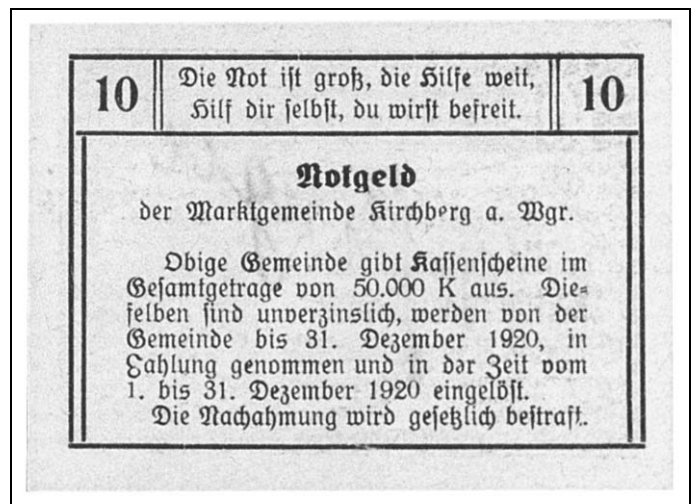 10 Die Not ist groß, die Hilfe weit, 10
Hilf dir selbst, du wirst befreit.
Notgeld
der Marktgemeinde Kirchberg a. Wgr.
Obige Gemeinde gibt Kassenscheine im
Gesamtgetrage von 50.000 K aus. Die=
selben sind unverzinslich, werden von der
Gemeinde bis 31. Dezember 1920, in
Zahlung genommen und in dər Zeit vom
1. bis 31. Dezember 1920 eingelöst.
Die Nachahmung wird gesetzlich bestraft.